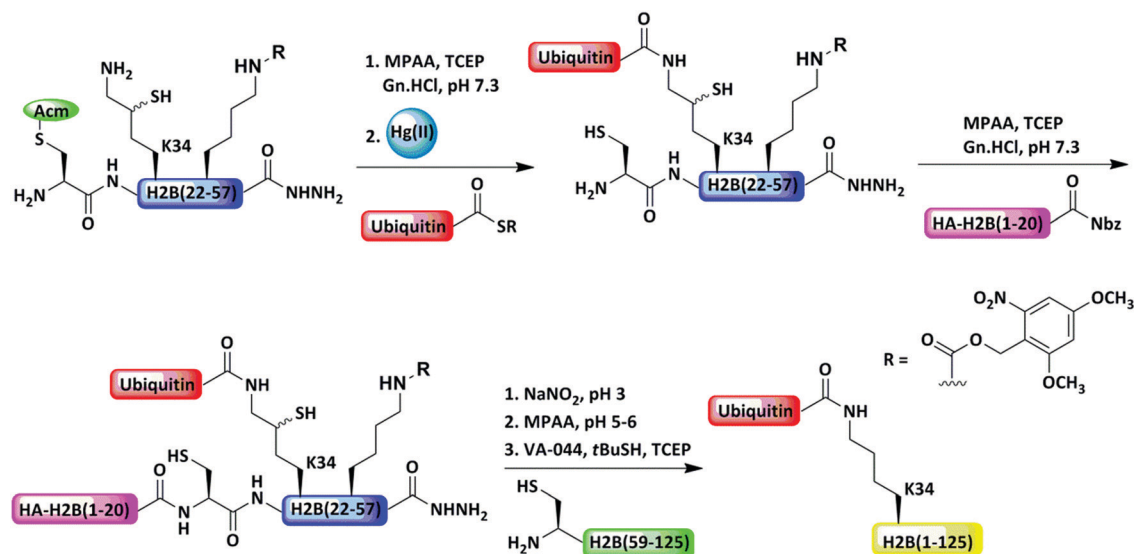 Acm
S
NH₂
SH
HN
R
K34
H₂N
O
H
N
H2B(22-57)
O
NHNH₂
1. MPAA, TCEP
Gn.HCl, pH 7.3
2. Hg(II)
Ubiquitin
O
SR
Ubiquitin
O
NH
SH
HN
R
HS
K34
H₂N
O
H
N
H2B(22-57)
O
NHNH₂
MPAA, TCEP
Gn.HCl, pH 7.3
HA-H2B(1-20)
O
Nbz
Ubiquitin
O
NH
SH
HN
R
HS
K34
HA-H2B(1-20)
O
N
H
O
H
N
H2B(22-57)
O
NHNH₂
1. NaNO₂, pH 3
2. MPAA, pH 5-6
3. VA-044, tBuSH, TCEP
HS
H₂N
H2B(59-125)
R =
O
O
O₂N
OCH₃
OCH₃
Ubiquitin
O
NH
K34
H2B(1-125)